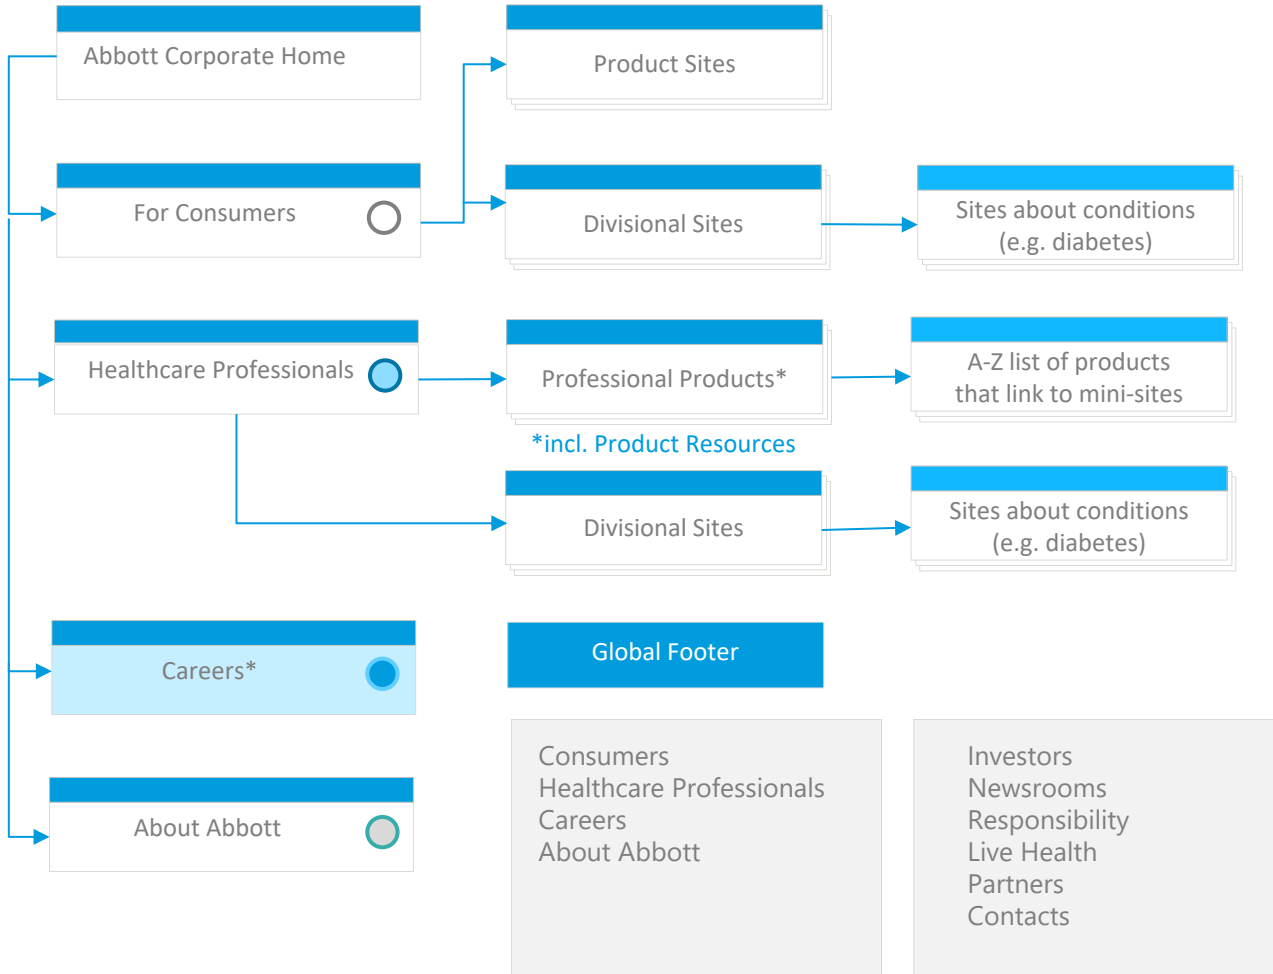 Abbott Corporate Home
Product Sites
For Consumers
Divisional Sites
Sites about conditions
(e.g. diabetes)
Healthcare Professionals
Professional Products*
A-Z list of products
that link to mini-sites
*incl. Product Resources
Divisional Sites
Sites about conditions
(e.g. diabetes)
Careers*
Global Footer
About Abbott
Consumers
Healthcare Professionals
Careers
About Abbott
Investors
Newsrooms
Responsibility
Live Health
Partners
Contacts